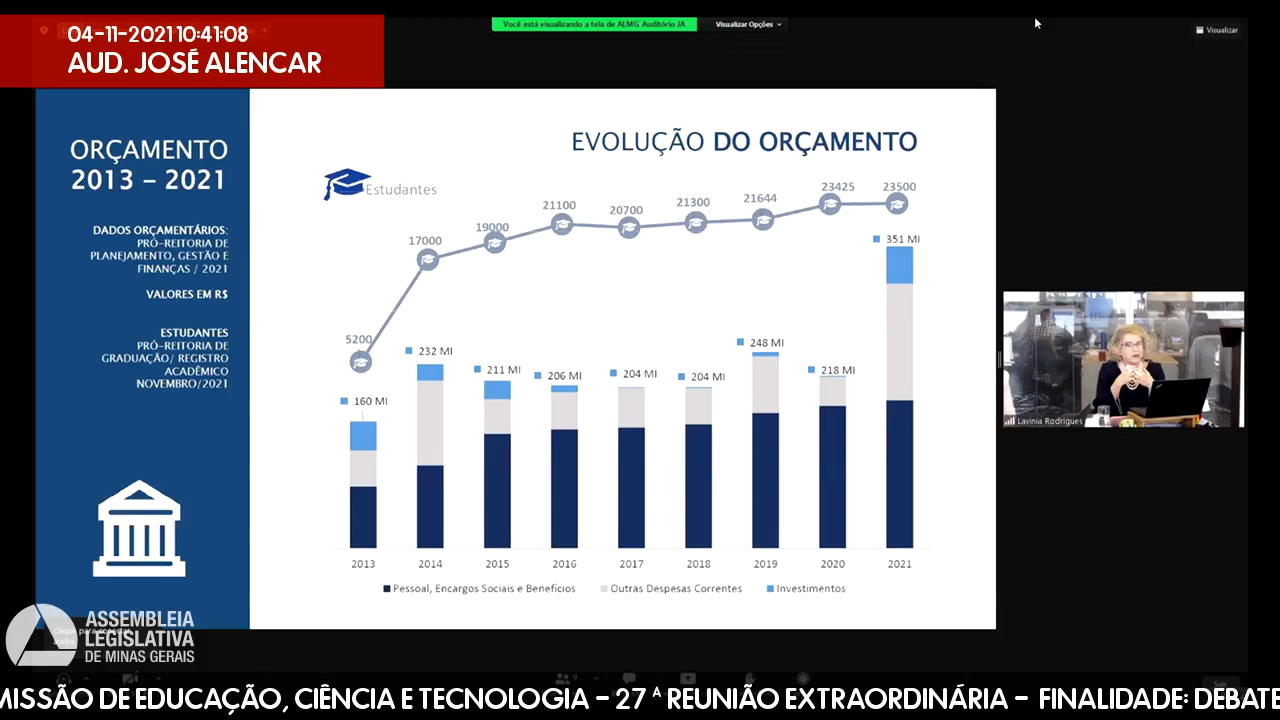 04-11-2021 10:41:08
AUD. JOSÉ ALENCAR
Você está visualizando a tela de ALMG Auditório JA
Visualizar Opções
Visualizar
ORÇAMENTO
2013 – 2021
DADOS ORÇAMENTÁRIOS:
PRÓ-REITORIA DE
PLANEJAMENTO, GESTÃO E
FINANÇAS / 2021
VALORES EM R$
ESTUDANTES
PRÓ-REITORIA DE
GRADUAÇÃO/ REGISTRO
ACADÊMICO
NOVEMBRO/2021
EVOLUÇÃO DO ORÇAMENTO
Estudantes
5200
17000
19000
21100
20700
21300
21644
23425
23500
160 MI
232 MI
211 MI
206 MI
204 MI
204 MI
248 MI
218 MI
351 MI
2013 2014 2015 2016 2017 2018 2019 2020 2021
Pessoal, Encargos Sociais e Benefícios Outras Despesas Correntes Investimentos
Lavínia Rodrigues
ASSEMBLEIA
LEGISLATIVA
DE MINAS GERAIS
MISSÃO DE EDUCAÇÃO, CIÊNCIA E TECNOLOGIA – 27 ª REUNIÃO EXTRAORDINÁRIA – FINALIDADE: DEBATE